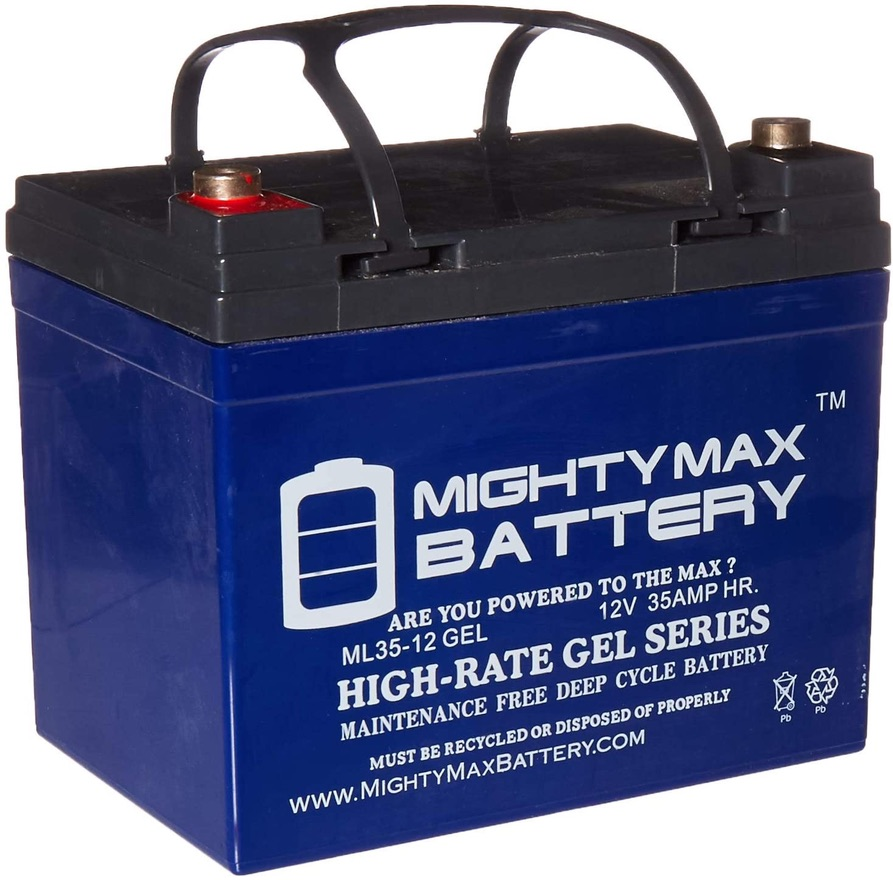 TM
MIGHTY MAX
BATTERY
ARE YOU POWERED TO THE MAX ?
ML35-12 GEL 12V 35AMP HR.
HIGH-RATE GEL SERIES
MAINTENANCE FREE DEEP CYCLE BATTERY
MUST BE RECYCLED OR DISPOSED OF PROPERLY
WWW.MIGHTYMAXBATTERY.COM
Pb Pb